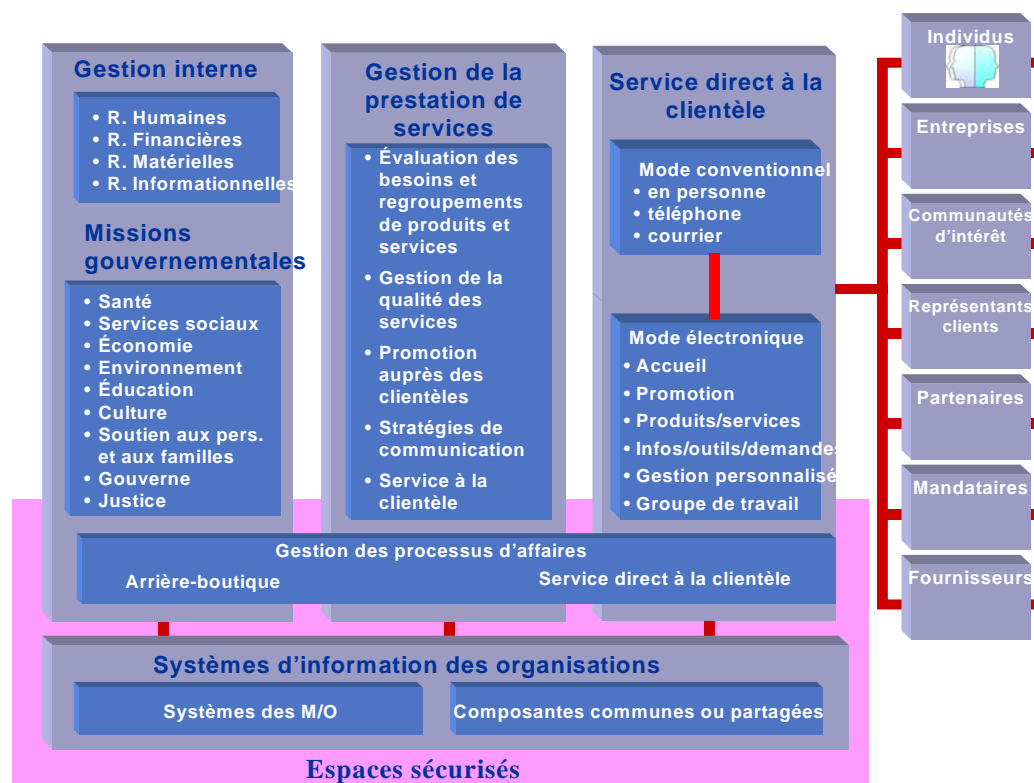 Gestion interne
• R. Humaines
• R. Financières
• R. Matérielles
• R. Informationnelles
Missions
gouvernementales
• Santé
• Services sociaux
• Économie
• Environnement
• Éducation
• Culture
• Soutien aux pers.
et aux familles
• Gouverne
• Justice
Gestion de la
prestation de
services
• Évaluation des
besoins et
regroupements
de produits et
services
• Gestion de la
qualité des
services
• Promotion
auprès des
clientèles
• Stratégies de
communication
• Service à la
clientèle
Service direct à la
clientèle
Mode conventionnel
• en personne
• téléphone
• courrier
Mode électronique
• Accueil
• Promotion
• Produits/services
• Infos/outils/demandes
• Gestion personnalisé
• Groupe de travail
Gestion des processus d’affaires
Arrière-boutique
Service direct à la clientèle
Systèmes d’information des organisations
Systèmes des M/O
Composantes communes ou partagées
Espaces sécurisés
Individus
Entreprises
Communautés
d’intérêt
Représentants
clients
Partenaires
Mandataires
Fournisseurs